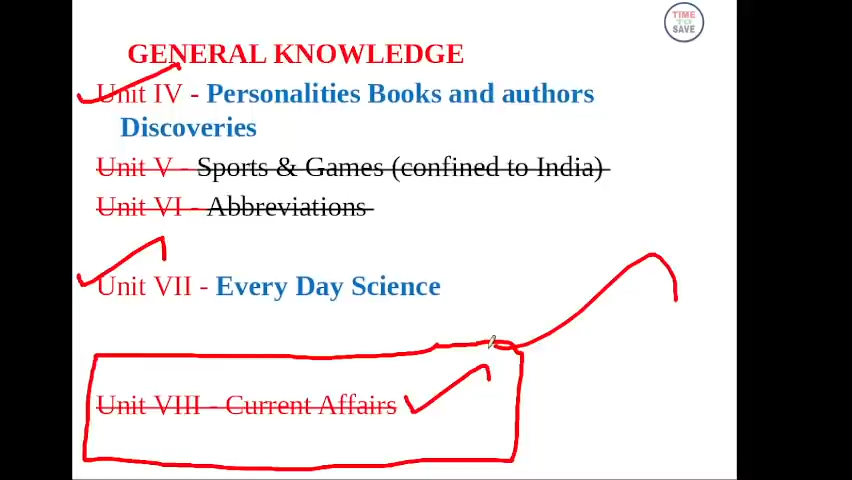 TIME
TO
SAVE
GENERAL KNOWLEDGE
Unit IV - Personalities Books and authors
Discoveries
Unit V - Sports & Games (confined to India)
Unit VI - Abbreviations
Unit VII - Every Day Science
Unit VIII - Current Affairs